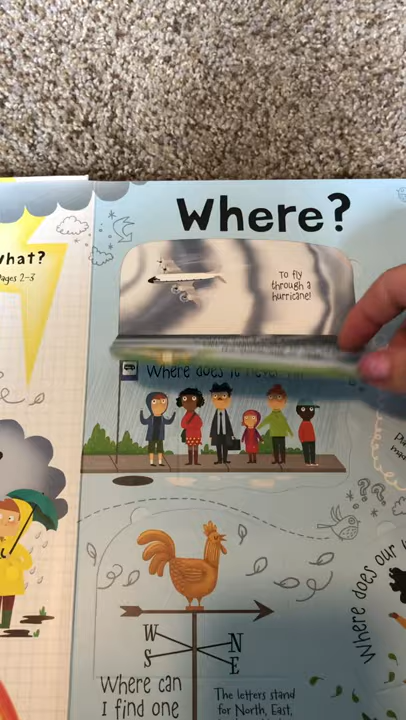 Where?
What?
pages 2-3
To fly
through a
hurricane!
Where does it never
W
N
S
E
Where can
I find one
The letters stand
for North, East,
Where does our